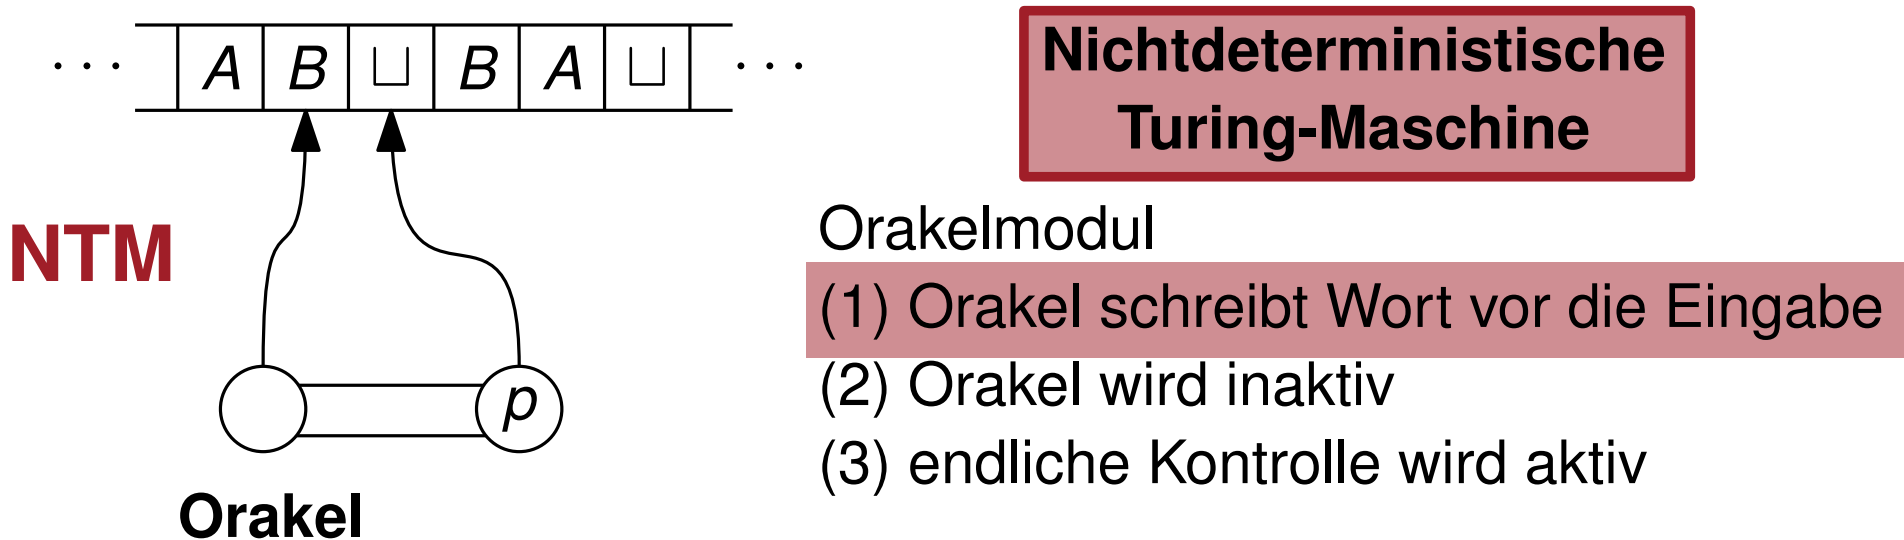 · · · A B ⊔ B A ⊔ · · ·
Nichtdeterministische
Turing-Maschine
NTM
Orakelmodul
(1) Orakel schreibt Wort vor die Eingabe
(2) Orakel wird inaktiv
(3) endliche Kontrolle wird aktiv
p
Orakel